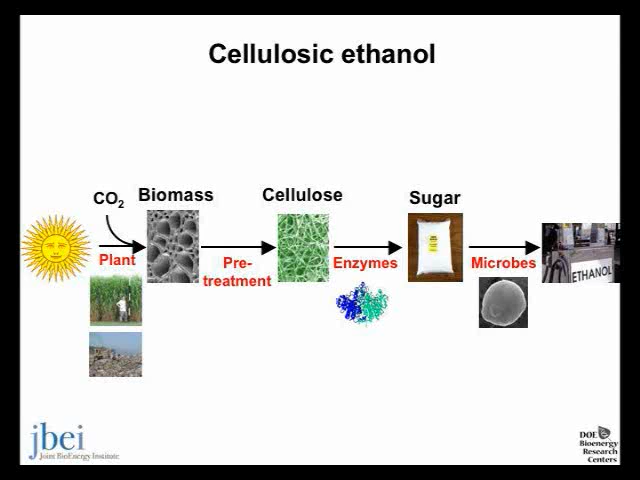 Cellulosic ethanol
CO2
Biomass
Cellulose
Sugar
Plant
Pre-
treatment
Enzymes
Microbes
ETHANOL
jbei
Joint BioEnergy Institute
DOE
Bioenergy
Research
Centers